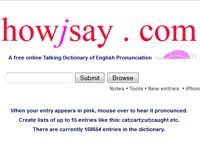 howjsay . com
A free online Talking Dictionary of English Pronunciation
Submit Browse
Notes • Tools • New entries • iPhon
When your entry appears in pink, mouse over to hear it pronounced.
Create lists of up to 15 entries like this: cat;cart;cut;caught etc.
There are currently 158654 entries in the dictionary.